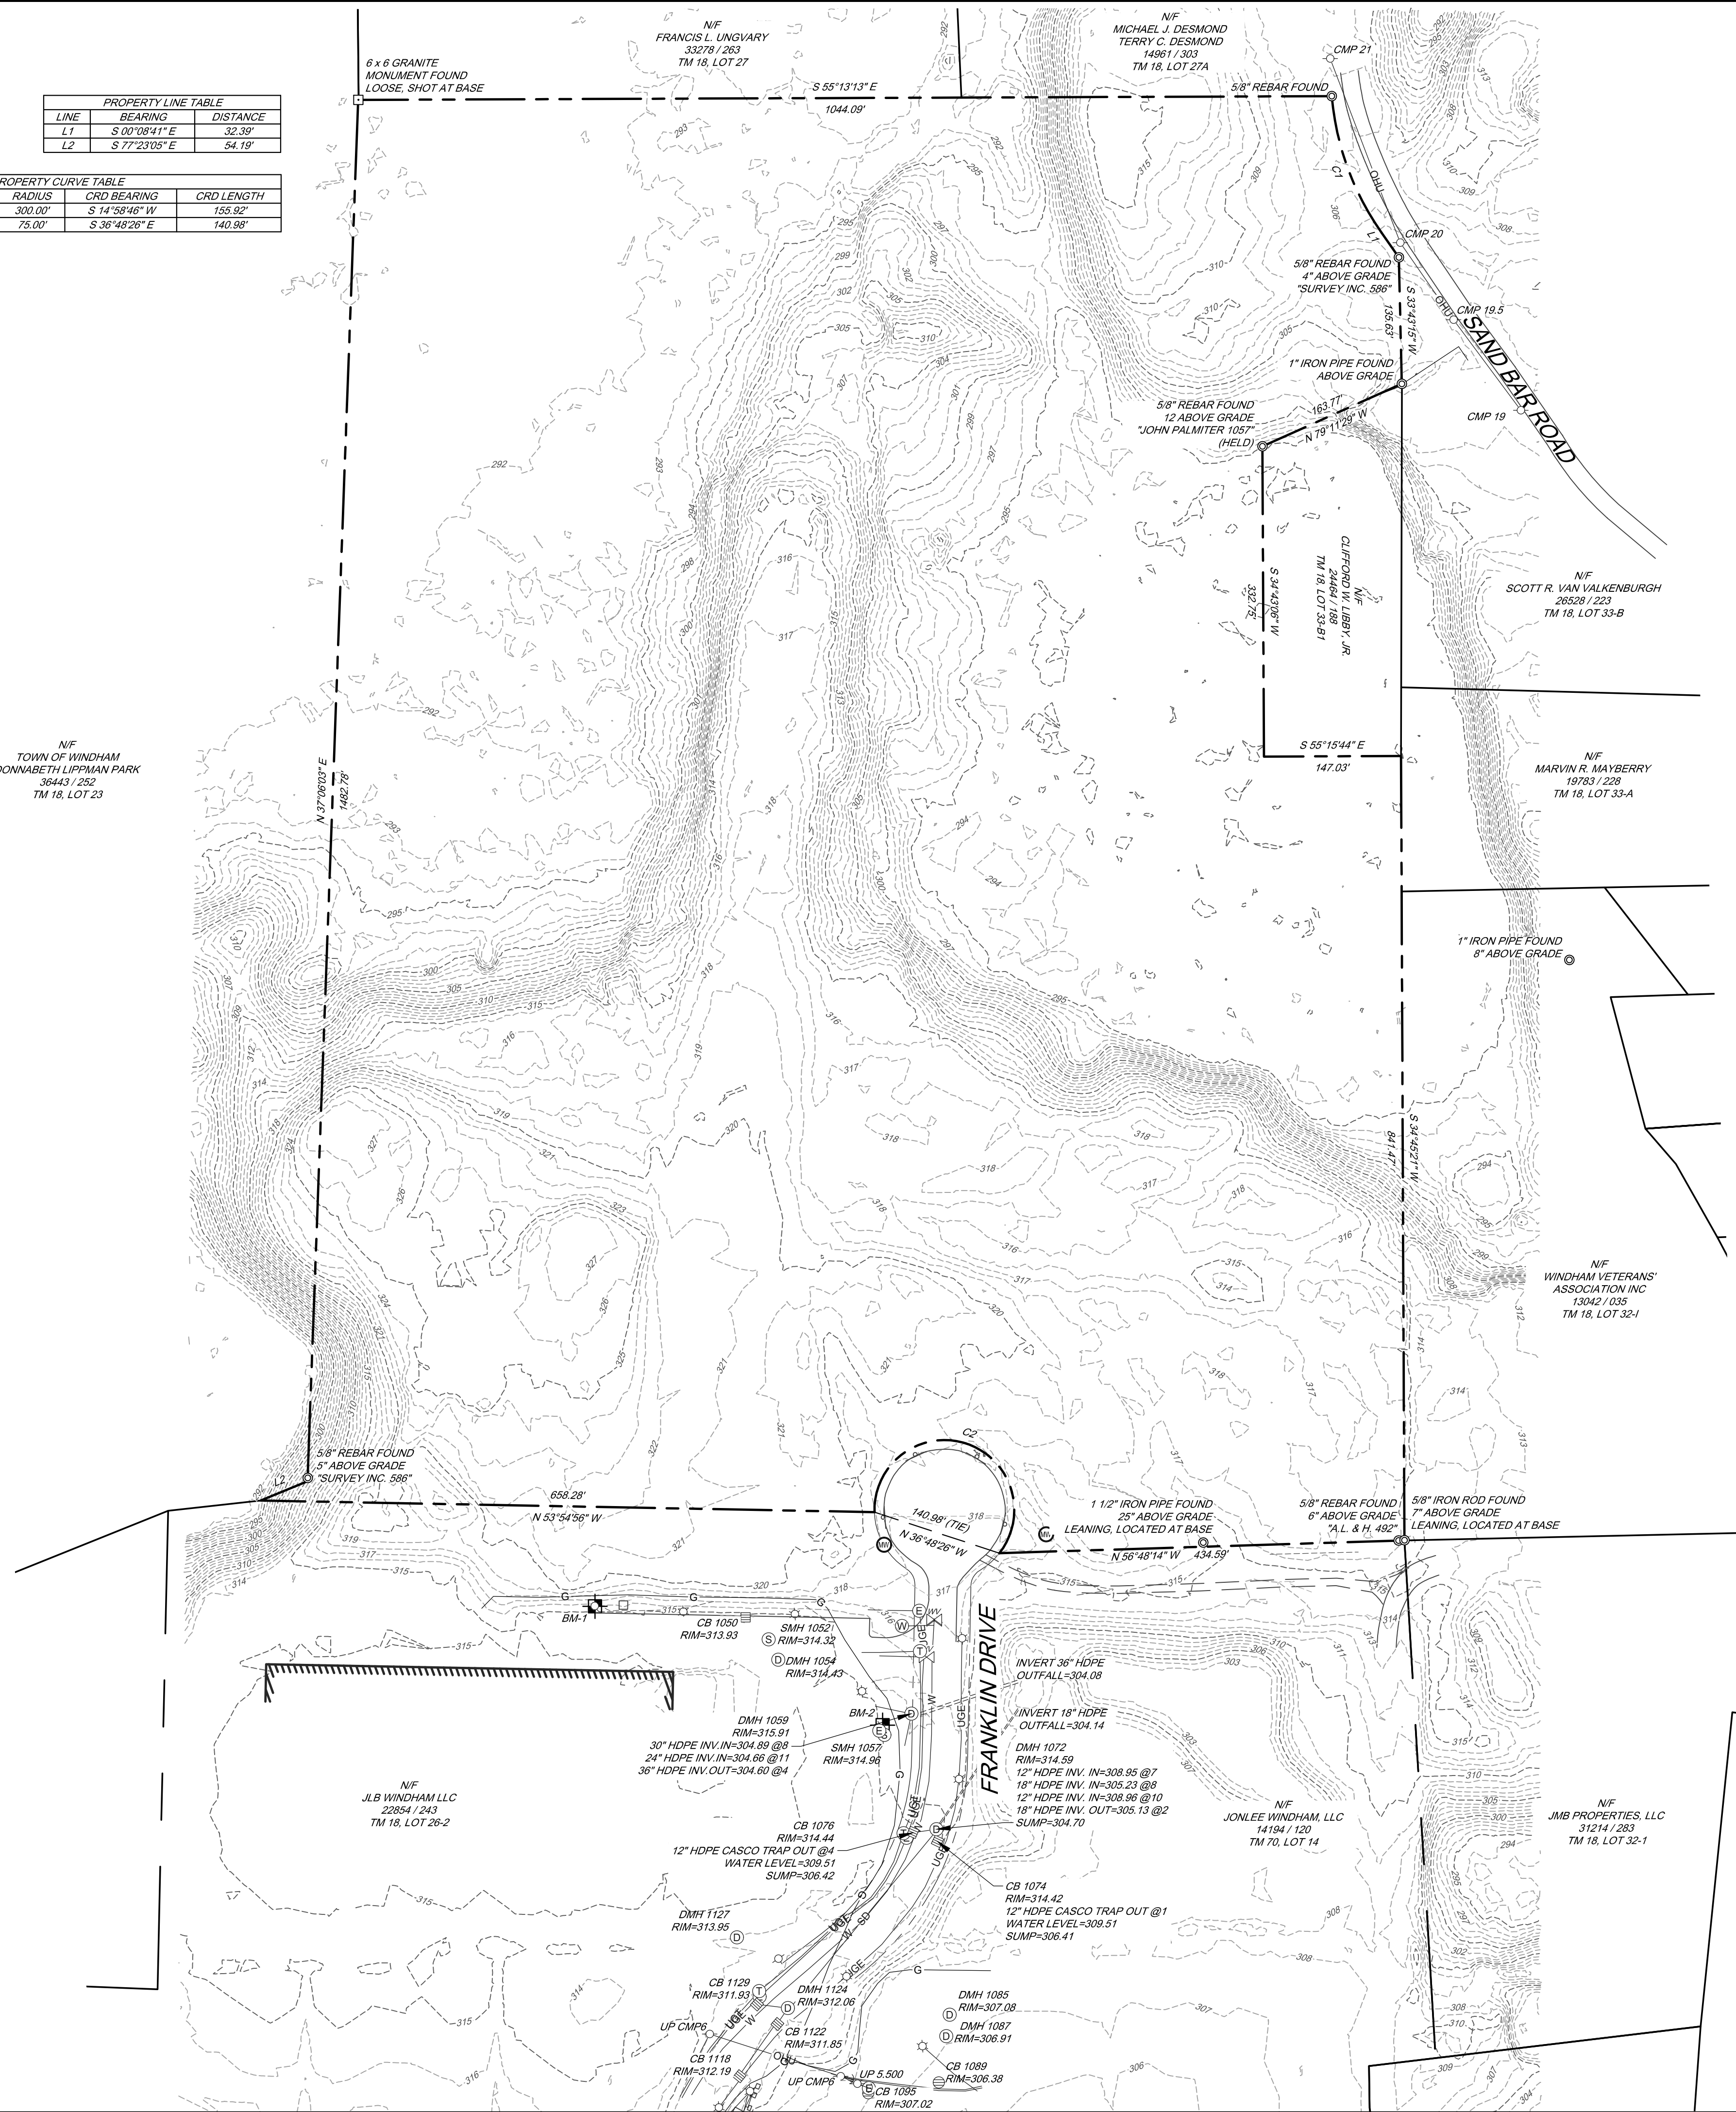 N/F
FRANCIS L. UNGVARY
33278 / 263
TM 18, LOT 27
N/F
MICHAEL J. DESMOND
TERRY C. DESMOND
14961 / 303
TM 18, LOT 27A
6 x 6 GRANITE
MONUMENT FOUND
LOOSE, SHOT AT BASE
S 55°13'13" E
1044.09'
5/8" REBAR FOUND
CMP 21
PROPERTY LINE TABLE
LINE BEARING DISTANCE
L1 S 00°08'41" E 32.39'
L2 S 77°23'05" E 54.19'
ROPERTY CURVE TABLE
RADIUS CRD BEARING CRD LENGTH
300.00' S 14°58'46" W 155.92'
75.00' S 36°48'26" E 140.98'
C1
OHU
L1
CMP 20
5/8" REBAR FOUND
4" ABOVE GRADE
"SURVEY INC. 586"
S 33°43'15" W
135.63'
OHU
CMP 19.5
SAND BAR ROAD
1" IRON PIPE FOUND
ABOVE GRADE
163.77'
N 79°11'29" W
CMP 19
5/8" REBAR FOUND
12 ABOVE GRADE
"JOHN PALMITER 1057"
(HELD)
S 34°43'06" W
332.75'
N/F
CLIFFORD W. LIBBY, JR.
24464 / 188
TM 18, LOT 33-B1
N/F
SCOTT R. VAN VALKENBURGH
26528 / 223
TM 18, LOT 33-B
S 55°15'44" E
147.03'
N/F
MARVIN R. MAYBERRY
19783 / 228
TM 18, LOT 33-A
N/F
TOWN OF WINDHAM
DONNABETH LIPPMAN PARK
36443 / 252
TM 18, LOT 23
N 37°06'03" E
1482.78'
1" IRON PIPE FOUND
8" ABOVE GRADE
S 34°45'21" W
841.47'
N/F
WINDHAM VETERANS'
ASSOCIATION INC
13042 / 035
TM 18, LOT 32-I
5/8" REBAR FOUND
5" ABOVE GRADE
"SURVEY INC. 586"
L2
658.28'
N 53°54'56" W
C2
140.98' (TIE)
N 36°48'26" W
MW
MW
1 1/2" IRON PIPE FOUND
25" ABOVE GRADE
LEANING, LOCATED AT BASE
N 56°48'14" W 434.59'
5/8" REBAR FOUND
6" ABOVE GRADE
"A.L. & H. 492"
5/8" IRON ROD FOUND
7" ABOVE GRADE
LEANING, LOCATED AT BASE
BM-1
CB 1050
RIM=313.93
SMH 1052
RIM=314.32
DMH 1054
RIM=314.43
FRANKLIN DRIVE
INVERT 36" HDPE
OUTFALL=304.08
INVERT 18" HDPE
OUTFALL=304.14
BM-2
DMH 1059
RIM=315.91
30" HDPE INV.IN=304.89 @8
24" HDPE INV.IN=304.66 @11
36" HDPE INV.OUT=304.60 @4
SMH 1057
RIM=314.96
DMH 1072
RIM=314.59
12" HDPE INV. IN=308.95 @7
18" HDPE INV. IN=305.23 @8
12" HDPE INV. IN=308.96 @10
18" HDPE INV. OUT=305.13 @2
SUMP=304.70
N/F
JLB WINDHAM LLC
22854 / 243
TM 18, LOT 26-2
N/F
JONLEE WINDHAM, LLC
14194 / 120
TM 70, LOT 14
N/F
JMB PROPERTIES, LLC
31214 / 283
TM 18, LOT 32-1
CB 1076
RIM=314.44
12" HDPE CASCO TRAP OUT @4
WATER LEVEL=309.51
SUMP=306.42
CB 1074
RIM=314.42
12" HDPE CASCO TRAP OUT @1
WATER LEVEL=309.51
SUMP=306.41
DMH 1127
RIM=313.95
CB 1129
RIM=311.93
DMH 1124
RIM=312.06
UP CMP6
CB 1122
RIM=311.85
CB 1118
RIM=312.19
UP CMP6
UP 5.500
CB 1095
RIM=307.02
DMH 1085
RIM=307.08
DMH 1087
RIM=306.91
CB 1089
RIM=306.38